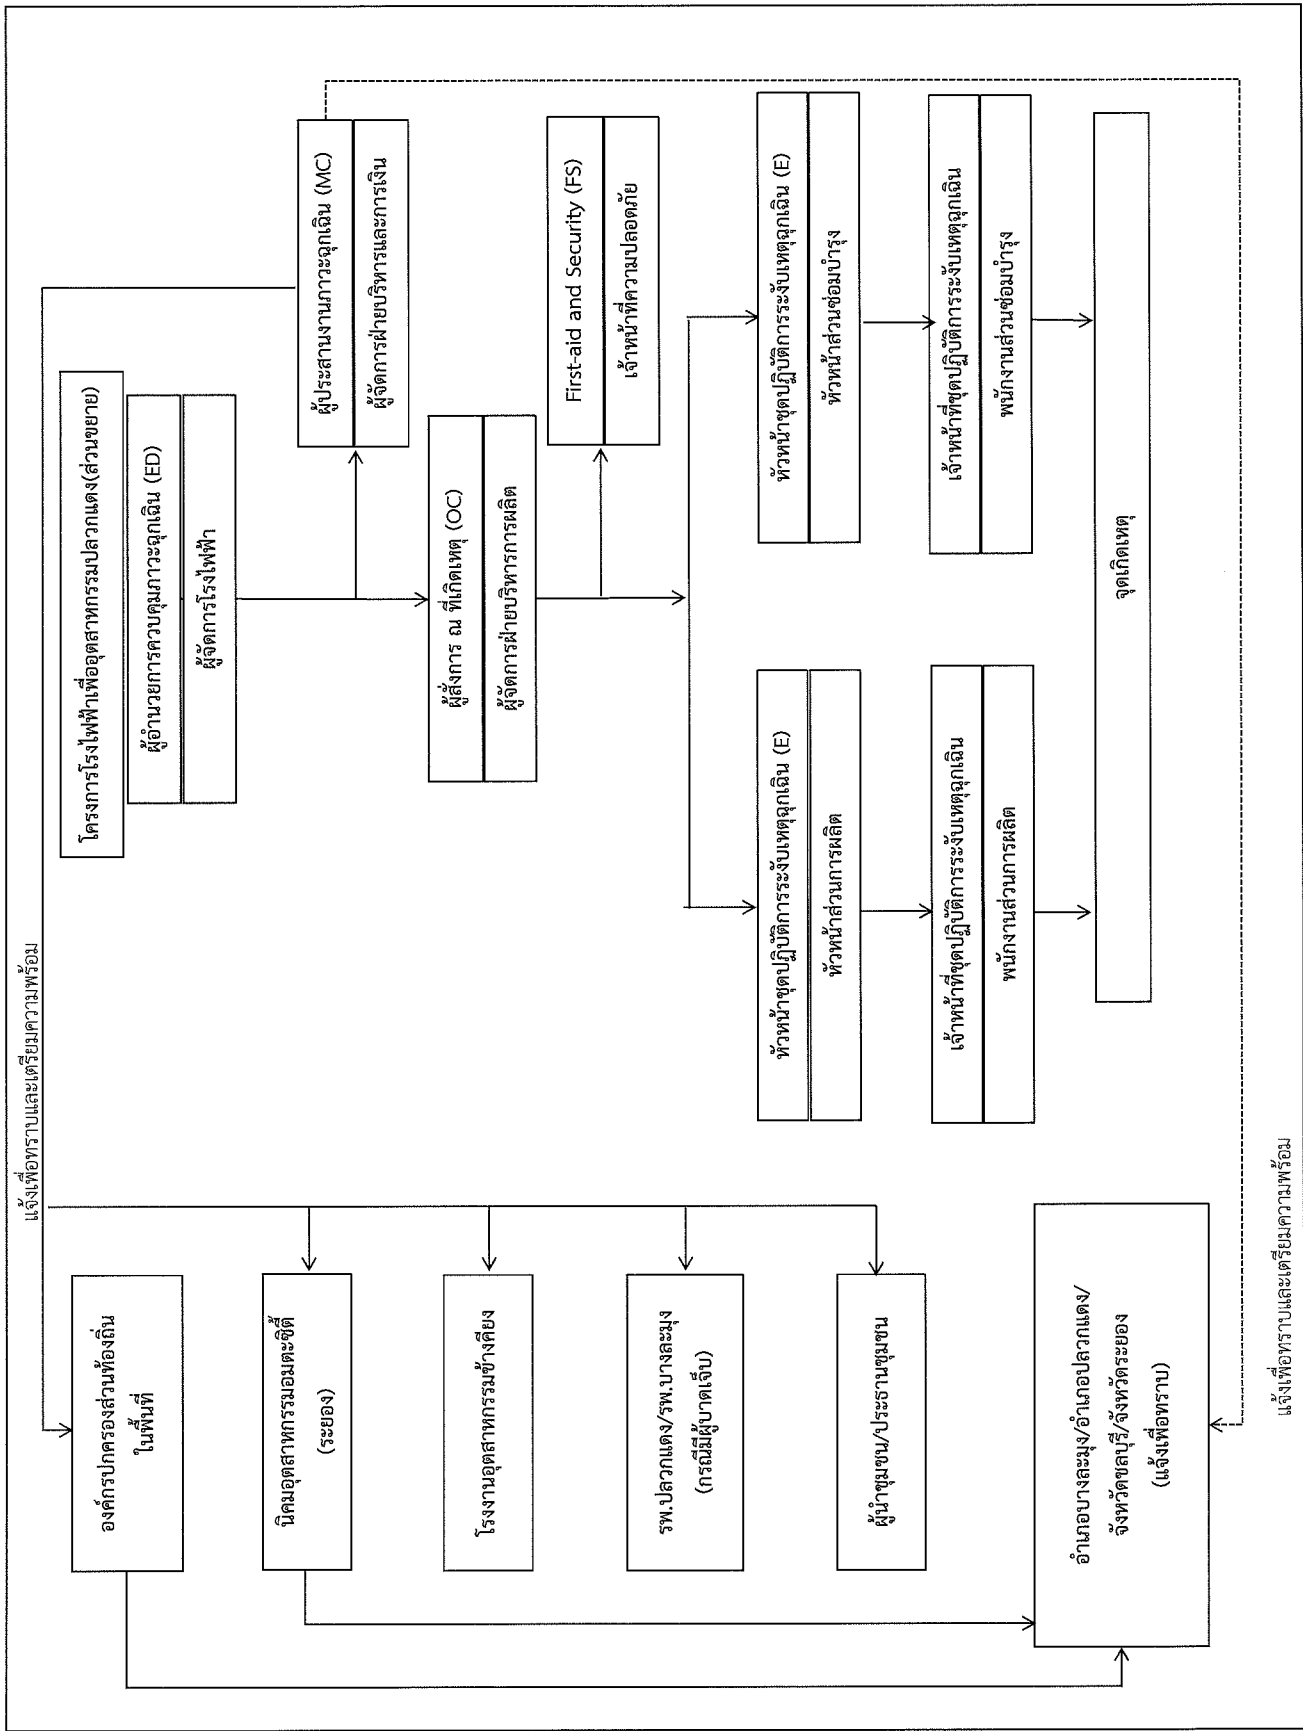 แจ้งเพื่อทราบและเตรียมความพร้อม
โครงการโรงไฟฟ้าเพื่ออุตสาหกรรมปลวกแดง(ส่วนขยาย)
ผู้อำนวยการควบคุมภาวะฉุกเฉิน (ED)
ผู้จัดการโรงไฟฟ้า
ผู้ประสานงานภาวะฉุกเฉิน (MC)
ผู้จัดการฝ่ายบริหารและการเงิน
ผู้สั่งการ ณ ที่เกิดเหตุ (OC)
ผู้จัดการฝ่ายบริหารการผลิต
First-aid and Security (FS)
เจ้าหน้าที่ความปลอดภัย
หัวหน้าชุดปฏิบัติการระงับเหตุฉุกเฉิน (E)
หัวหน้าส่วนการผลิต
หัวหน้าชุดปฏิบัติการระงับเหตุฉุกเฉิน (E)
หัวหน้าส่วนซ่อมบำรุง
เจ้าหน้าที่ชุดปฏิบัติการระงับเหตุฉุกเฉิน
พนักงานส่วนการผลิต
เจ้าหน้าที่ชุดปฏิบัติการระงับเหตุฉุกเฉิน
พนักงานส่วนซ่อมบำรุง
จุดเกิดเหตุ
องค์กรปกครองส่วนท้องถิ่น
ในพื้นที่
นิคมอุตสาหกรรมอมตะซิตี้
(ระยอง)
โรงงานอุตสาหกรรมข้างเคียง
รพ.ปลวกแดง/รพ.บางละมุง
(กรณีมีผู้บาดเจ็บ)
ผู้นำชุมชน/ประธานชุมชน
อำเภอบางละมุง/อำเภอปลวกแดง/
จังหวัดชลบุรี/จังหวัดระยอง
(แจ้งเพื่อทราบ)
แจ้งเพื่อทราบและเตรียมความพร้อม